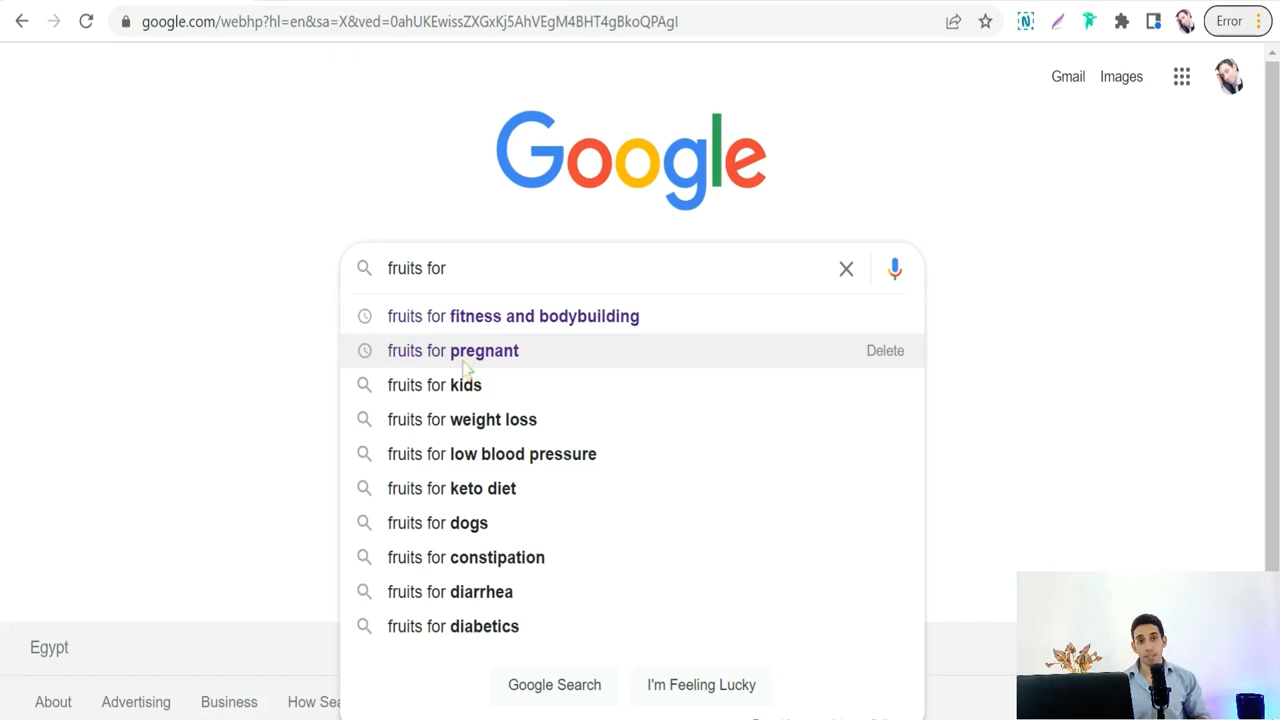 google.com/webhp?hl=en&sa=X&ved=0ahUKEwissZXGxKj5AhVEgM4BHT4gBkoQPAgI
Error
Gmail Images
Google
fruits for
fruits for fitness and bodybuilding
fruits for pregnant Delete
fruits for kids
fruits for weight loss
fruits for low blood pressure
fruits for keto diet
fruits for dogs
fruits for constipation
fruits for diarrhea
fruits for diabetics
Egypt
Google Search I'm Feeling Lucky
About Advertising Business How Sea